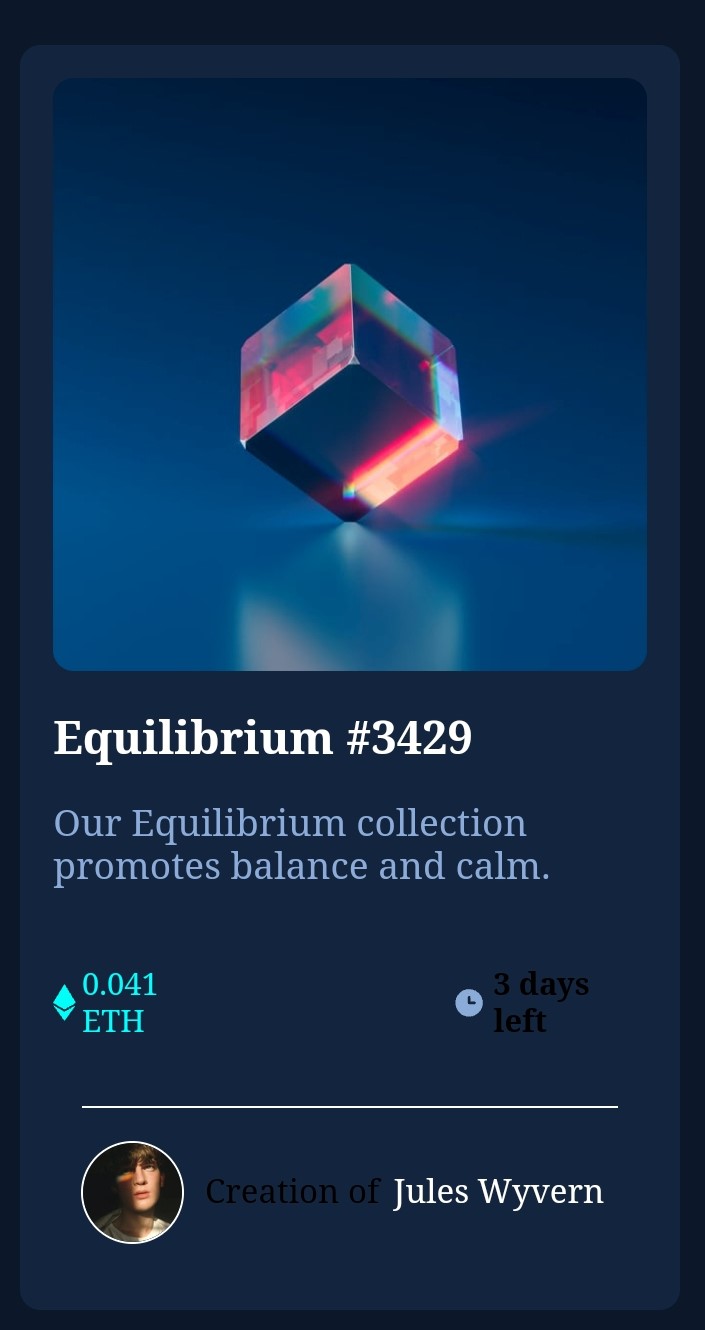 Equilibrium #3429
Our Equilibrium collection
promotes balance and calm.
0.041
ETH
3 days
left
Creation of Jules Wyvern